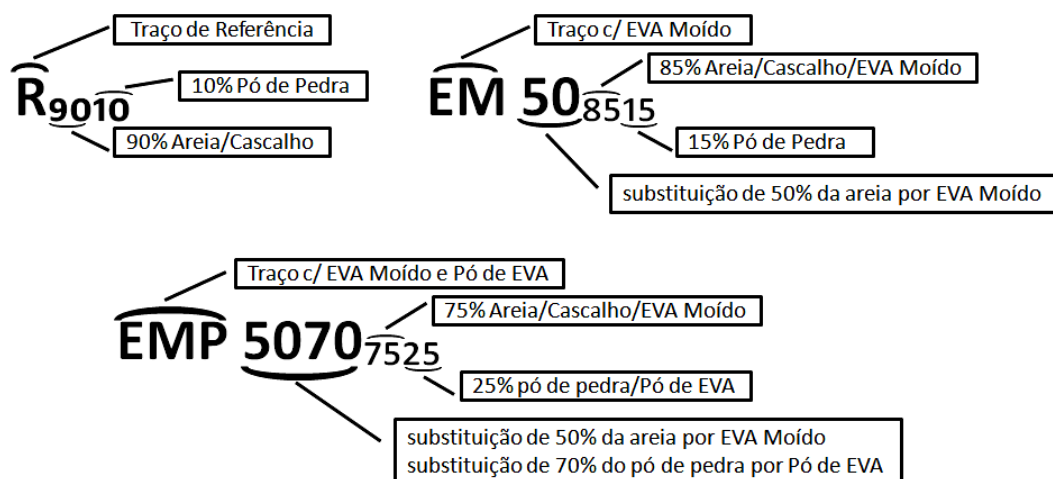 Traço de Referência
R9010
10% Pó de Pedra
90% Areia/Cascalho
Traço c/ EVA Moído
EM 508515
85% Areia/Cascalho/EVA Moído
15% Pó de Pedra
substituição de 50% da areia por EVA Moído
Traço c/ EVA Moído e Pó de EVA
EMP 50707525
75% Areia/Cascalho/EVA Moído
25% pó de pedra/Pó de EVA
substituição de 50% da areia por EVA Moído
substituição de 70% do pó de pedra por Pó de EVA